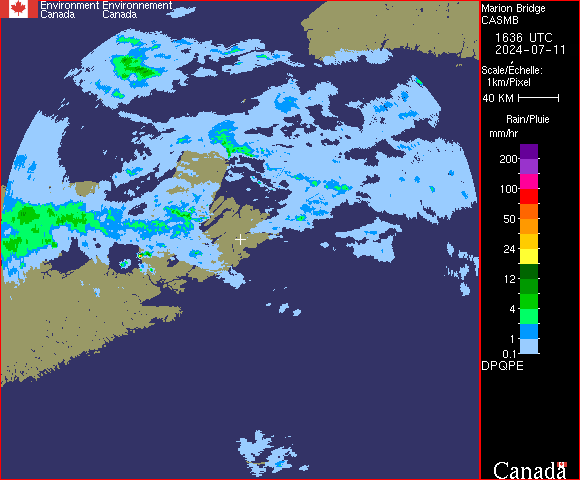 Environment Environnement
Canada Canada
Marion Bridge
CASMB
1636 UTC
2024-07-11
Scale/Echelle:
1km/Pixel
40 KM
Rain/Pluie
mm/hr
200
100
50
24
12
4
1
0.1
DPQPE
Canada